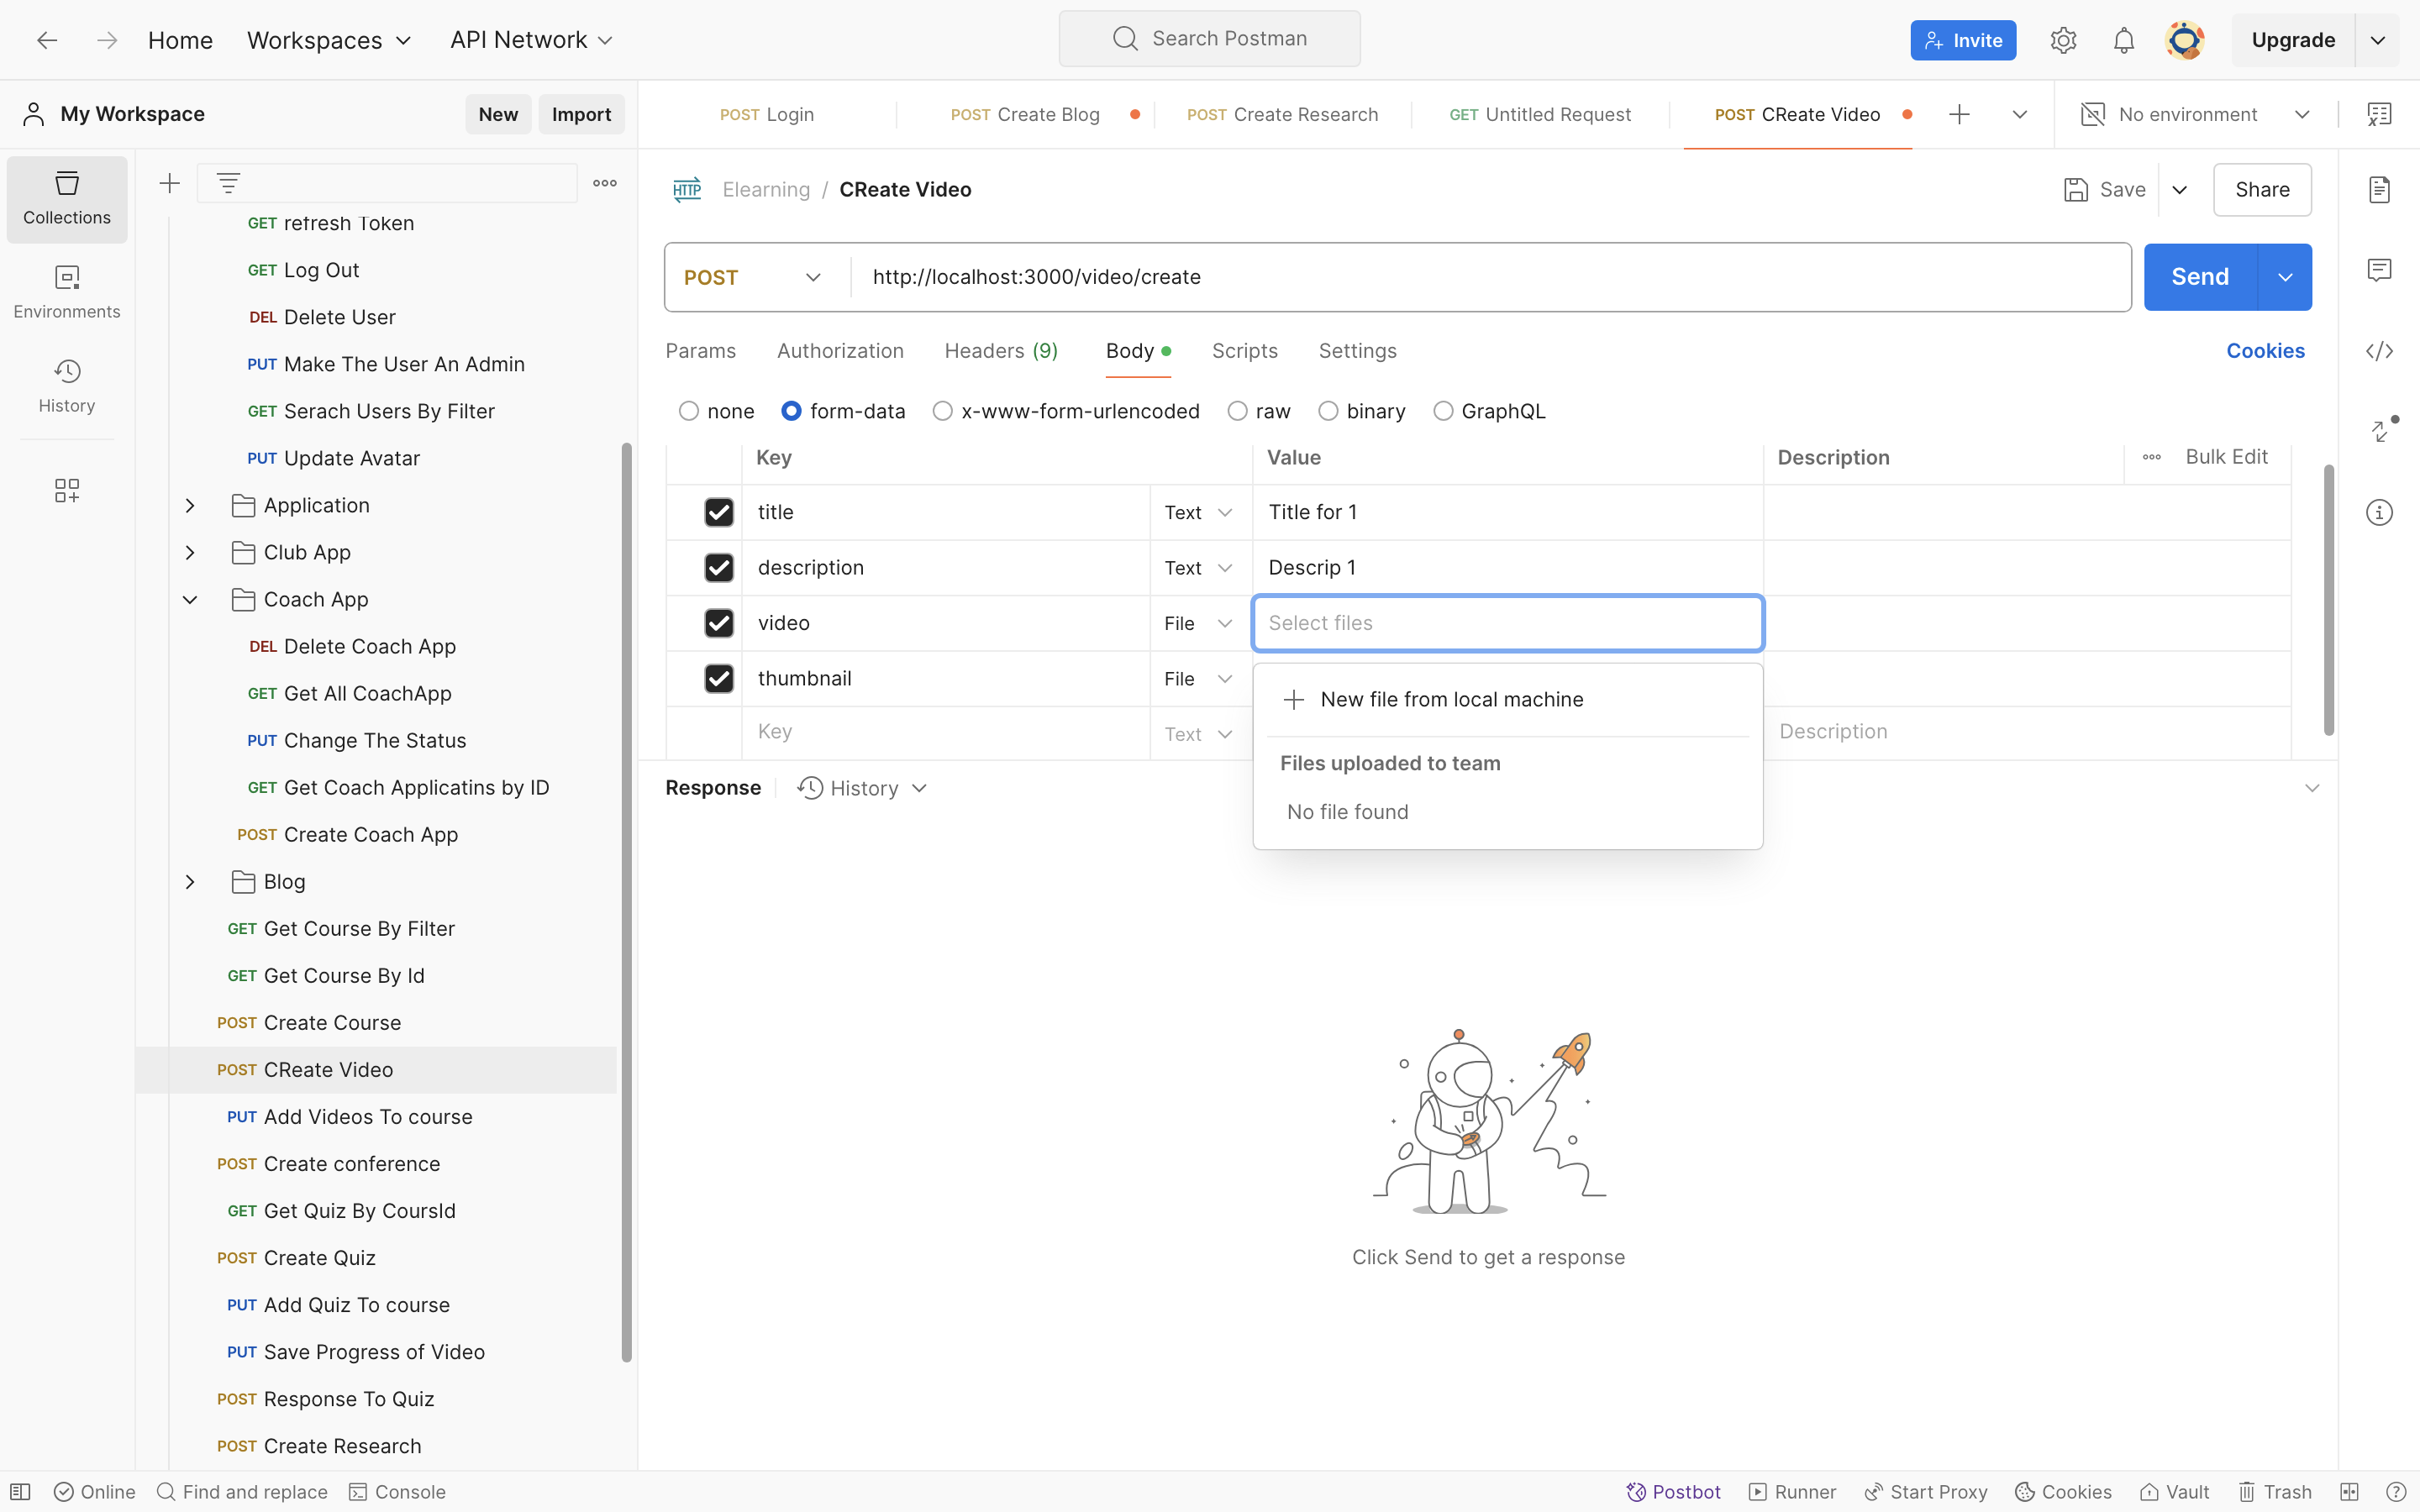 Home Workspaces API Network Search Postman Invite Upgrade
My Workspace New Import
POST Login POST Create Blog POST Create Research GET Untitled Request POST CReate Video No environment
Collections
Environments
History
GET refresh Token
GET Log Out
DEL Delete User
PUT Make The User An Admin
GET Serach Users By Filter
PUT Update Avatar
Application
Club App
Coach App
DEL Delete Coach App
GET Get All CoachApp
PUT Change The Status
GET Get Coach Applicatins by ID
POST Create Coach App
Blog
GET Get Course By Filter
GET Get Course By Id
POST Create Course
POST CReate Video
PUT Add Videos To course
POST Create conference
GET Get Quiz By CoursId
POST Create Quiz
PUT Add Quiz To course
PUT Save Progress of Video
POST Response To Quiz
POST Create Research
HTTP Elearning / CReate Video Save Share
POST http://localhost:3000/video/create Send
Params Authorization Headers (9) Body Scripts Settings Cookies
none form-data x-www-form-urlencoded raw binary GraphQL
Key Value Description Bulk Edit
title Text Title for 1
description Text Descrip 1
video File Select files
thumbnail File
Key Text Description
New file from local machine
Files uploaded to team
No file found
Response History
Click Send to get a response
Online Find and replace Console Postbot Runner Start Proxy Cookies Vault Trash